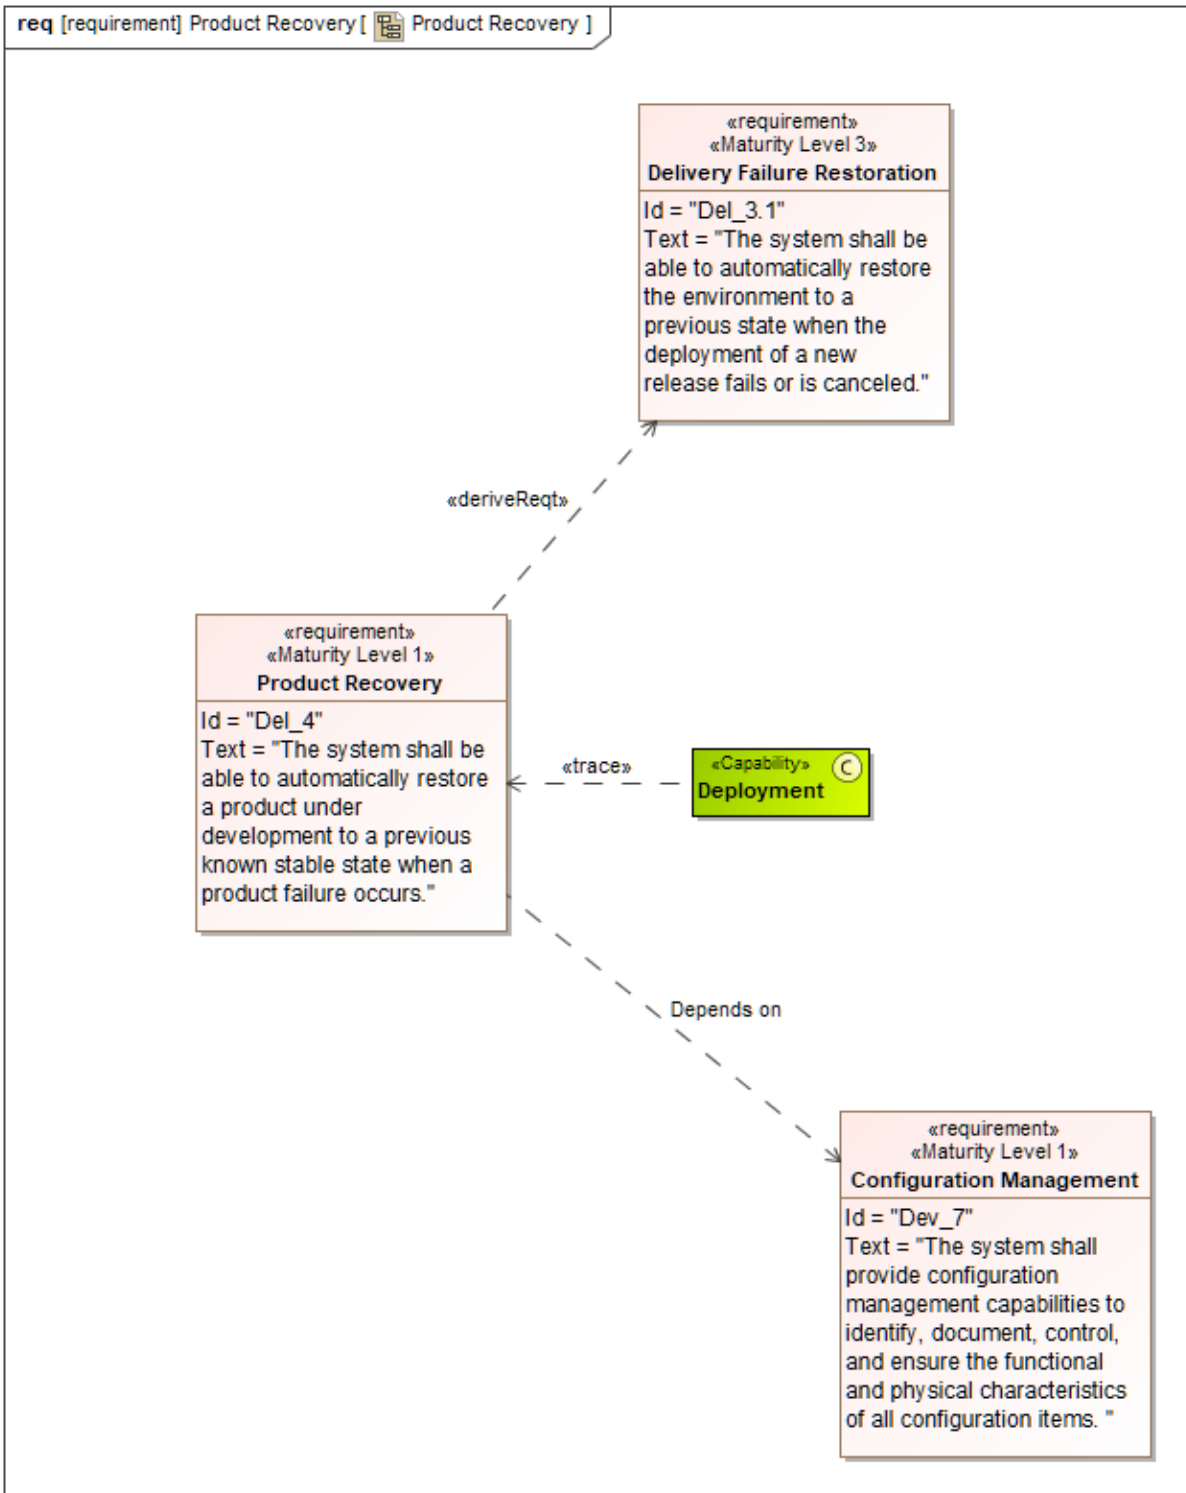 req [requirement] Product Recovery [ Product Recovery ]
«requirement»
«Maturity Level 3»
Delivery Failure Restoration
Id = "Del_3.1"
Text = "The system shall be
able to automatically restore
the environment to a
previous state when the
deployment of a new
release fails or is canceled."
«deriveReqt»
«requirement»
«Maturity Level 1»
Product Recovery
Id = "Del_4"
Text = "The system shall be
able to automatically restore
a product under
development to a previous
known stable state when a
product failure occurs."
«trace»
«Capability»
C
Deployment
Depends on
«requirement»
«Maturity Level 1»
Configuration Management
Id = "Dev_7"
Text = "The system shall
provide configuration
management capabilities to
identify, document, control,
and ensure the functional
and physical characteristics
of all configuration items. "